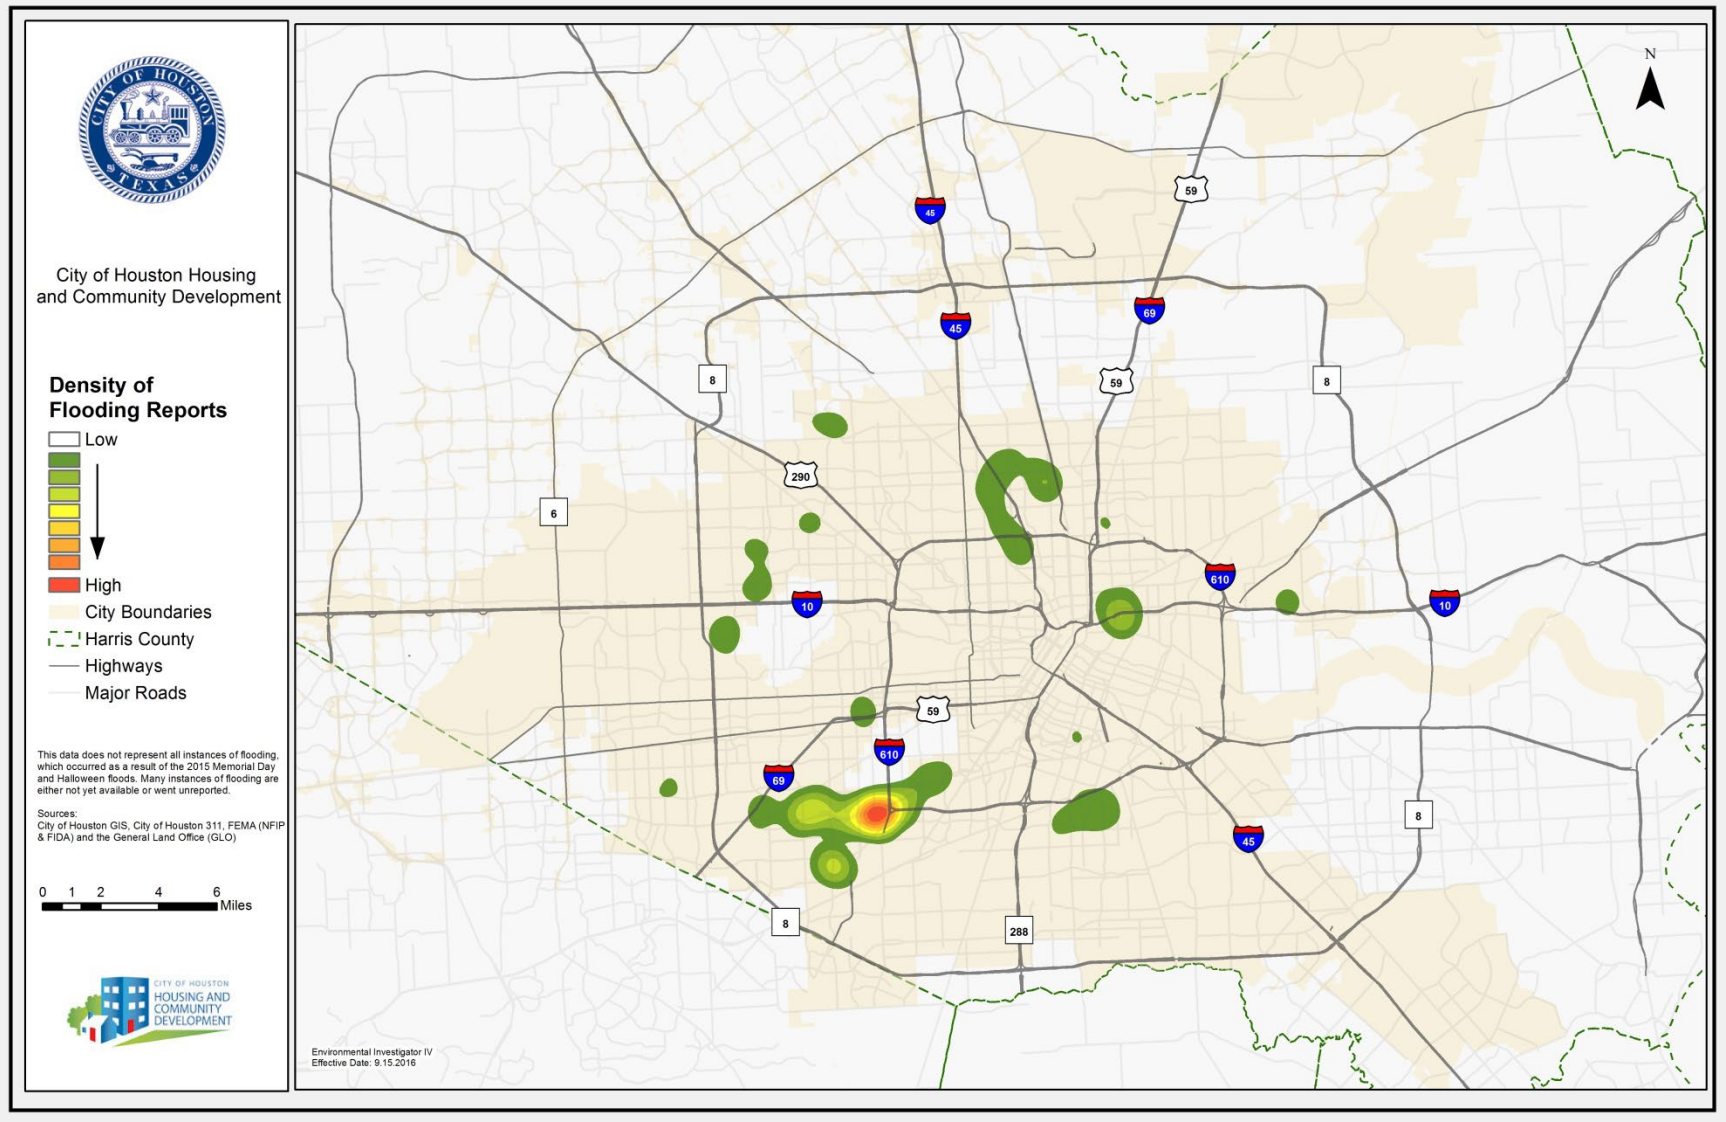 CITY OF HOUSTON
TEXAS
City of Houston Housing
and Community Development
Density of
Flooding Reports
Low
High
City Boundaries
Harris County
Highways
Major Roads
This data does not represent all instances of flooding,
which occurred as a result of the 2015 Memorial Day
and Halloween floods. Many instances of flooding are
either not yet available or went unreported.
Sources:
City of Houston GIS, City of Houston 311, FEMA (NFIP
& FIDA) and the General Land Office (GLO)
0 1 2 4 6
Miles
CITY OF HOUSTON
HOUSING AND
COMMUNITY
DEVELOPMENT
N
59
45
69
45
8
59
8
290
6
610
10
10
59
610
69
8
45
8
288
Environmental Investigator IV
Effective Date: 9.15.2016